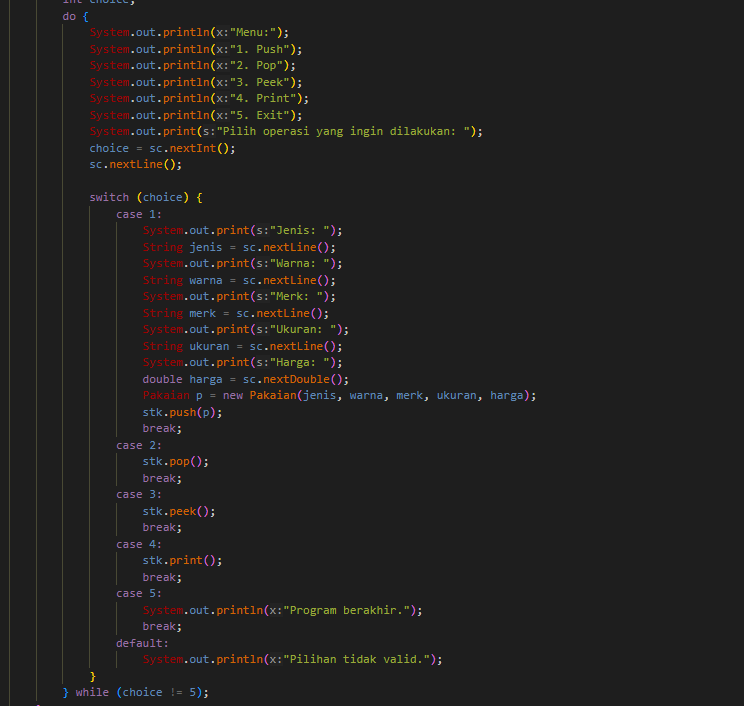 int choice;
do {
System.out.println(x:"Menu:");
System.out.println(x:"1. Push");
System.out.println(x:"2. Pop");
System.out.println(x:"3. Peek");
System.out.println(x:"4. Print");
System.out.println(x:"5. Exit");
System.out.print(s:"Pilih operasi yang ingin dilakukan: ");
choice = sc.nextInt();
sc.nextLine();
switch (choice) {
case 1:
System.out.print(s:"Jenis: ");
String jenis = sc.nextLine();
System.out.print(s:"Warna: ");
String warna = sc.nextLine();
System.out.print(s:"Merk: ");
String merk = sc.nextLine();
System.out.print(s:"Ukuran: ");
String ukuran = sc.nextLine();
System.out.print(s:"Harga: ");
double harga = sc.nextDouble();
Pakaian p = new Pakaian(jenis, warna, merk, ukuran, harga);
stk.push(p);
break;
case 2:
stk.pop();
break;
case 3:
stk.peek();
break;
case 4:
stk.print();
break;
case 5:
System.out.println(x:"Program berakhir.");
break;
default:
System.out.println(x:"Pilihan tidak valid.");
}
} while (choice != 5);